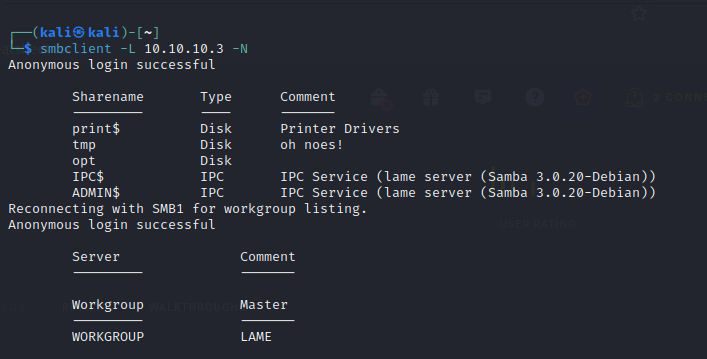 (kali㉿kali)-[~]
$ smbclient -L 10.10.10.3 -N
Anonymous login successful
Sharename Type Comment
--------- ---- -------
print$ Disk Printer Drivers
tmp Disk oh noes!
opt Disk
IPC$ IPC IPC Service (lame server (Samba 3.0.20-Debian))
ADMIN$ IPC IPC Service (lame server (Samba 3.0.20-Debian))
Reconnecting with SMB1 for workgroup listing.
Anonymous login successful
Server Comment
--------- -------
Workgroup Master
--------- -------
WORKGROUP LAME